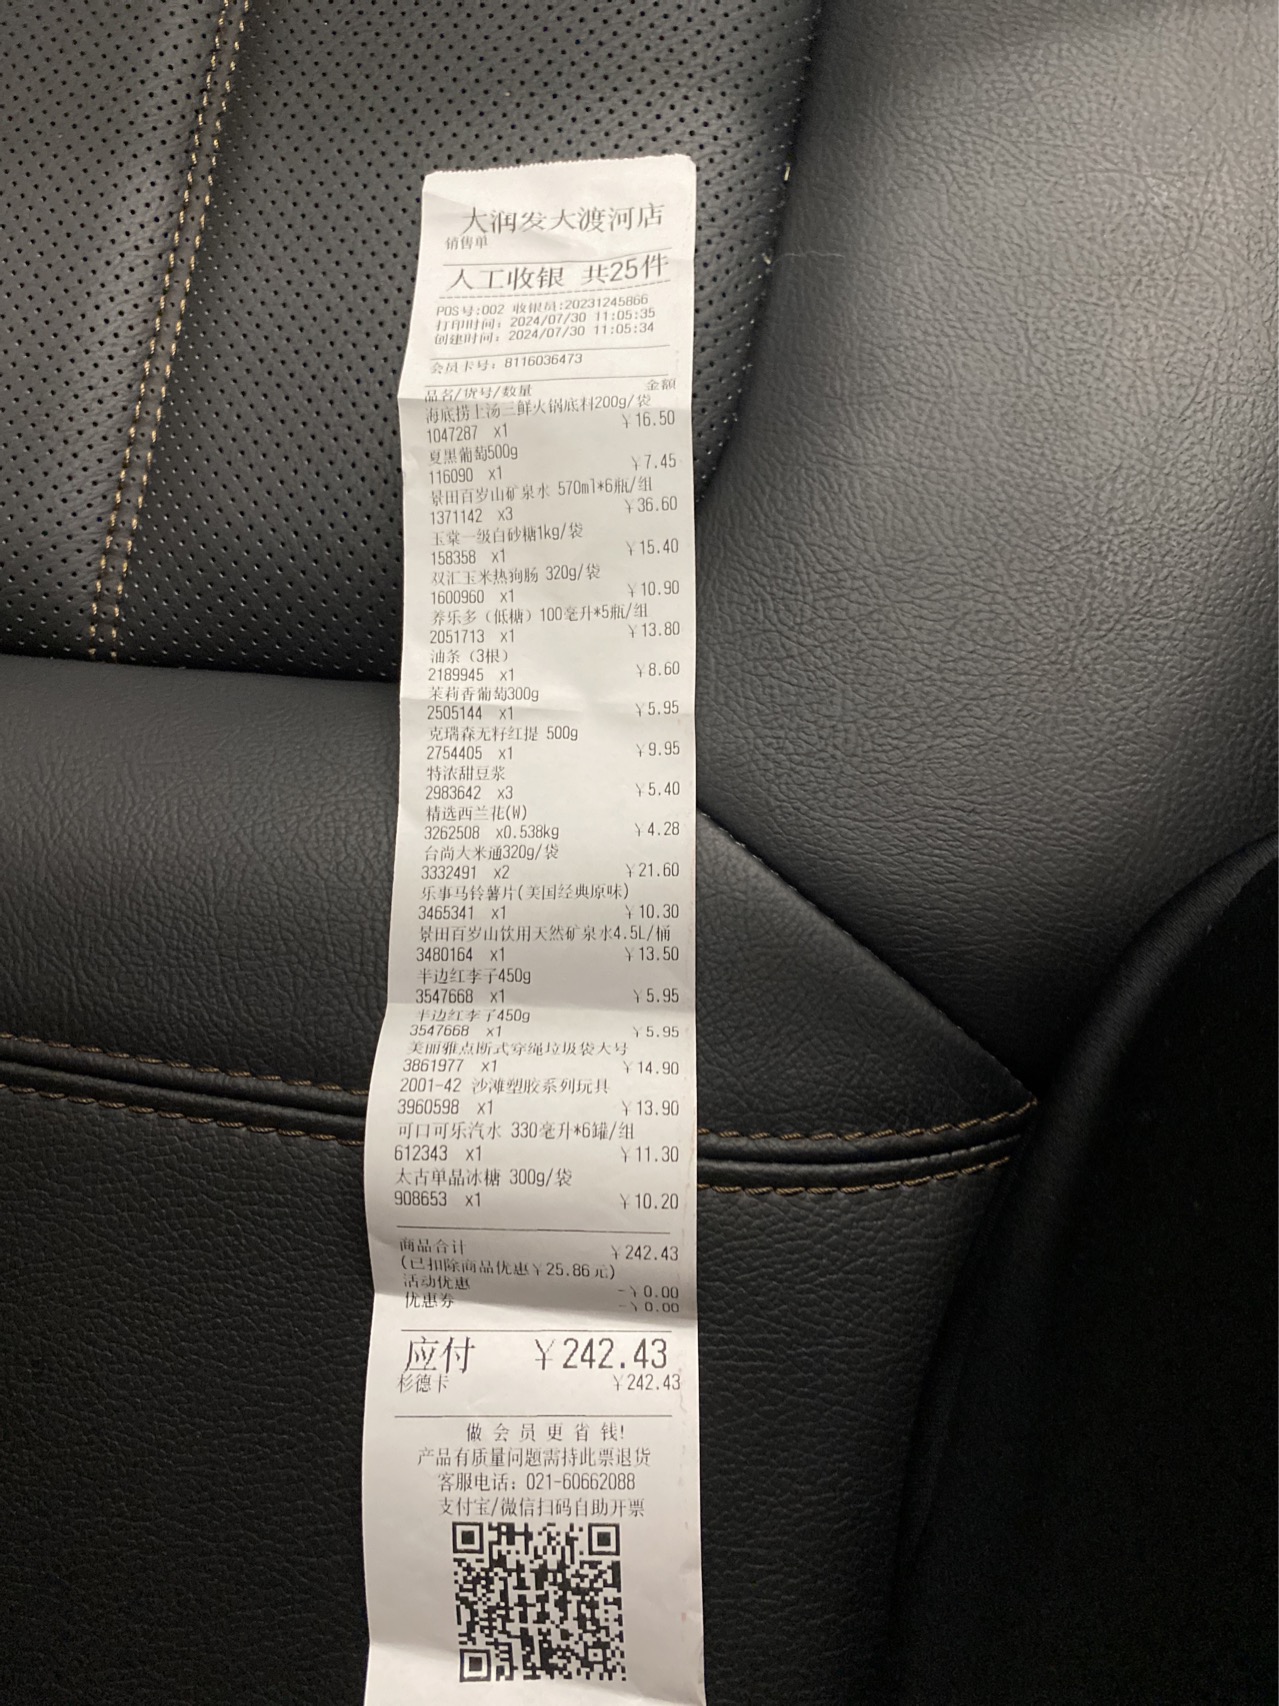 大润发大渡河店
销售单
人工收银 共25件
POS号:002 收银员:20231245866
打印时间: 2024/07/30 11:05:35
创建时间: 2024/07/30 11:05:34
会员卡号: 8116036473
品名/货号/数量 金额
海底捞上汤三鲜火锅底料200g/袋
1047287 x1 ¥16.50
夏黑葡萄500g
116090 x1 ¥7.45
景田百岁山矿泉水 570ml*6瓶/组
1371142 x3 ¥36.60
玉棠一级白砂糖1kg/袋
158358 x1 ¥15.40
双汇玉米热狗肠 320g/袋
1600960 x1 ¥10.90
养乐多（低糖）100毫升*5瓶/组
2051713 x1 ¥13.80
油条（3根）
2189945 x1 ¥8.60
茉莉香葡萄300g
2505144 x1 ¥5.95
克瑞森无籽红提 500g
2754405 x1 ¥9.95
特浓甜豆浆
2983642 x3 ¥5.40
精选西兰花(W)
3262508 x0.538kg ¥4.28
台尚大米通320g/袋
3332491 x2 ¥21.60
乐事马铃薯片(美国经典原味)
3465341 x1 ¥10.30
景田百岁山饮用天然矿泉水4.5L/桶
3480164 x1 ¥13.50
半边红李子450g
3547668 x1 ¥5.95
半边红李子450g
3547668 x1 ¥5.95
美丽雅点断式穿绳垃圾袋大号
3861977 x1 ¥14.90
2001-42 沙滩塑胶系列玩具
3960598 x1 ¥13.90
可口可乐汽水 330毫升*6罐/组
612343 x1 ¥11.30
太古单晶冰糖 300g/袋
908653 x1 ¥10.20
商品合计 ¥242.43
(已扣除商品优惠¥25.86元)
活动优惠 -¥0.00
优惠券 -¥0.00
应付 ¥242.43
杉德卡 ¥242.43
做会员更省钱!
产品有质量问题需持此票退货
客服电话: 021-60662088
支付宝/微信扫码自助开票